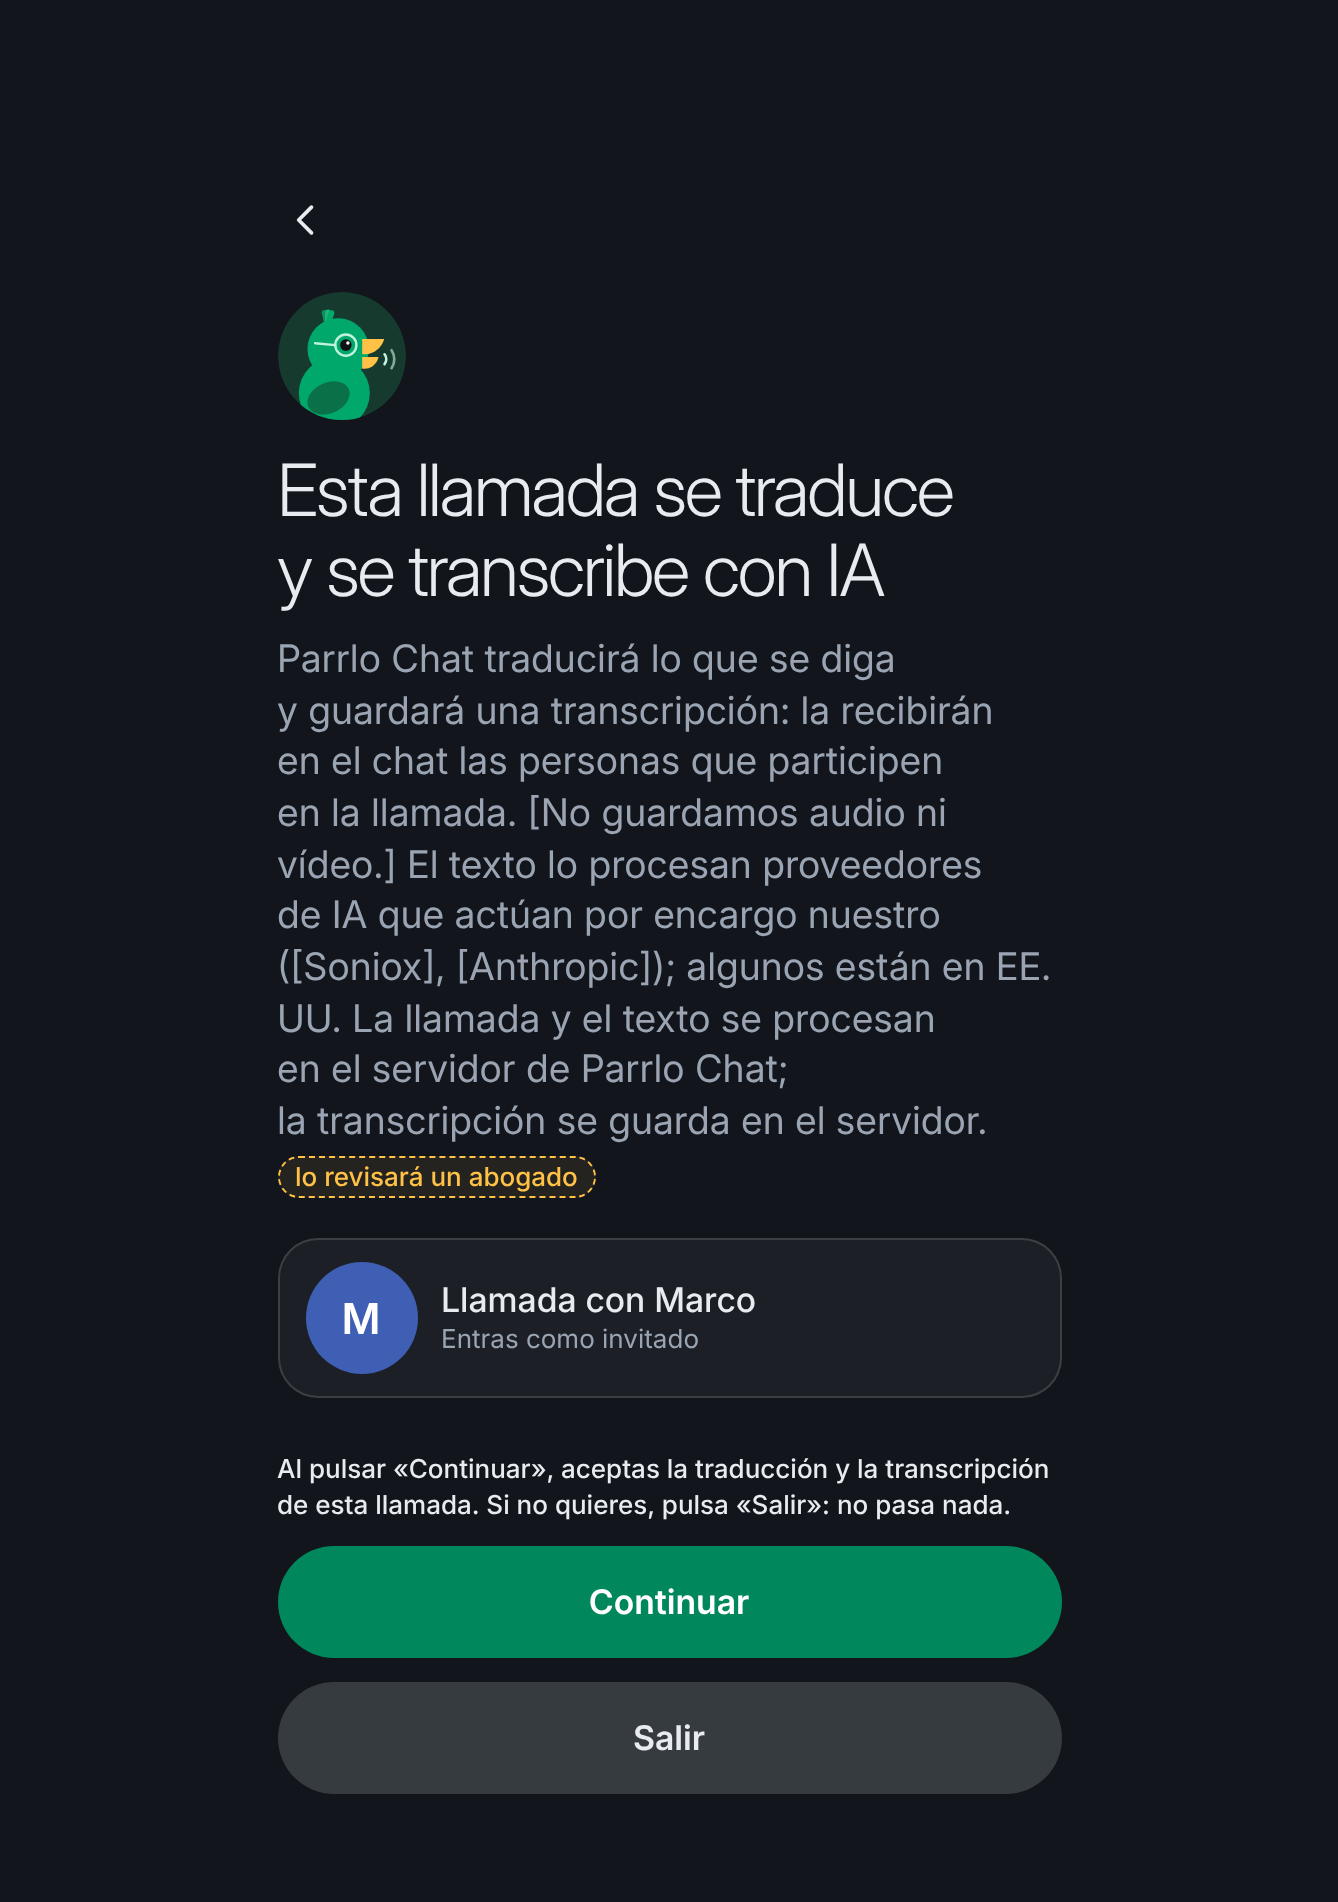 Esta llamada se traduce
y se transcribe con IA
Parrlo Chat traducirá lo que se diga
y guardará una transcripción: la recibirán
en el chat las personas que participen
en la llamada. [No guardamos audio ni
vídeo.] El texto lo procesan proveedores
de IA que actúan por encargo nuestro
([Soniox], [Anthropic]); algunos están en EE.
UU. La llamada y el texto se procesan
en el servidor de Parrlo Chat;
la transcripción se guarda en el servidor.
lo revisará un abogado
M
Llamada con Marco
Entras como invitado
Al pulsar «Continuar», aceptas la traducción y la transcripción
de esta llamada. Si no quieres, pulsa «Salir»: no pasa nada.
Continuar
Salir